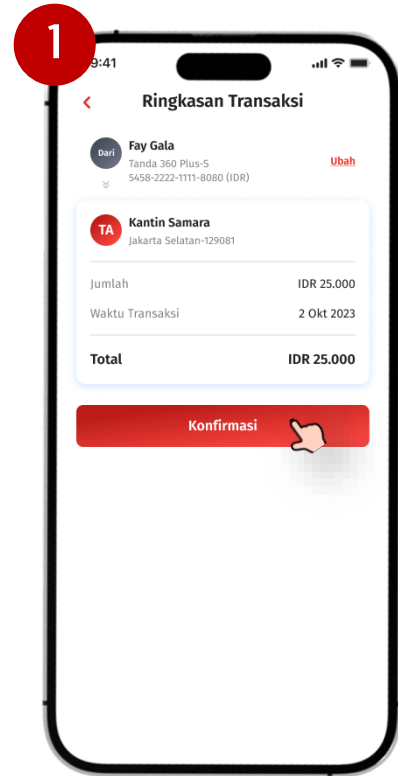 1
9:41
Ringkasan Transaksi
Dari
Fay Gala
Tanda 360 Plus-S
5458-2222-1111-8080 (IDR)
Ubah
TA
Kantin Samara
Jakarta Selatan-129081
Jumlah IDR 25.000
Waktu Transaksi 2 Okt 2023
Total IDR 25.000
Konfirmasi